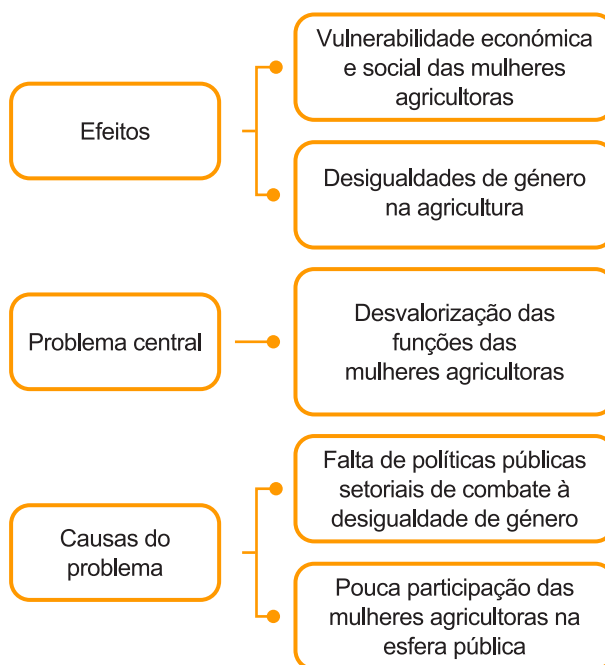 Efeitos
Vulnerabilidade económica
e social das mulheres
agricultoras
Desigualdades de género
na agricultura
Problema central
Desvalorização das
funções das
mulheres agricultoras
Causas do
problema
Falta de políticas públicas
setoriais de combate à
desigualdade de género
Pouca participação das
mulheres agricultoras na
esfera pública